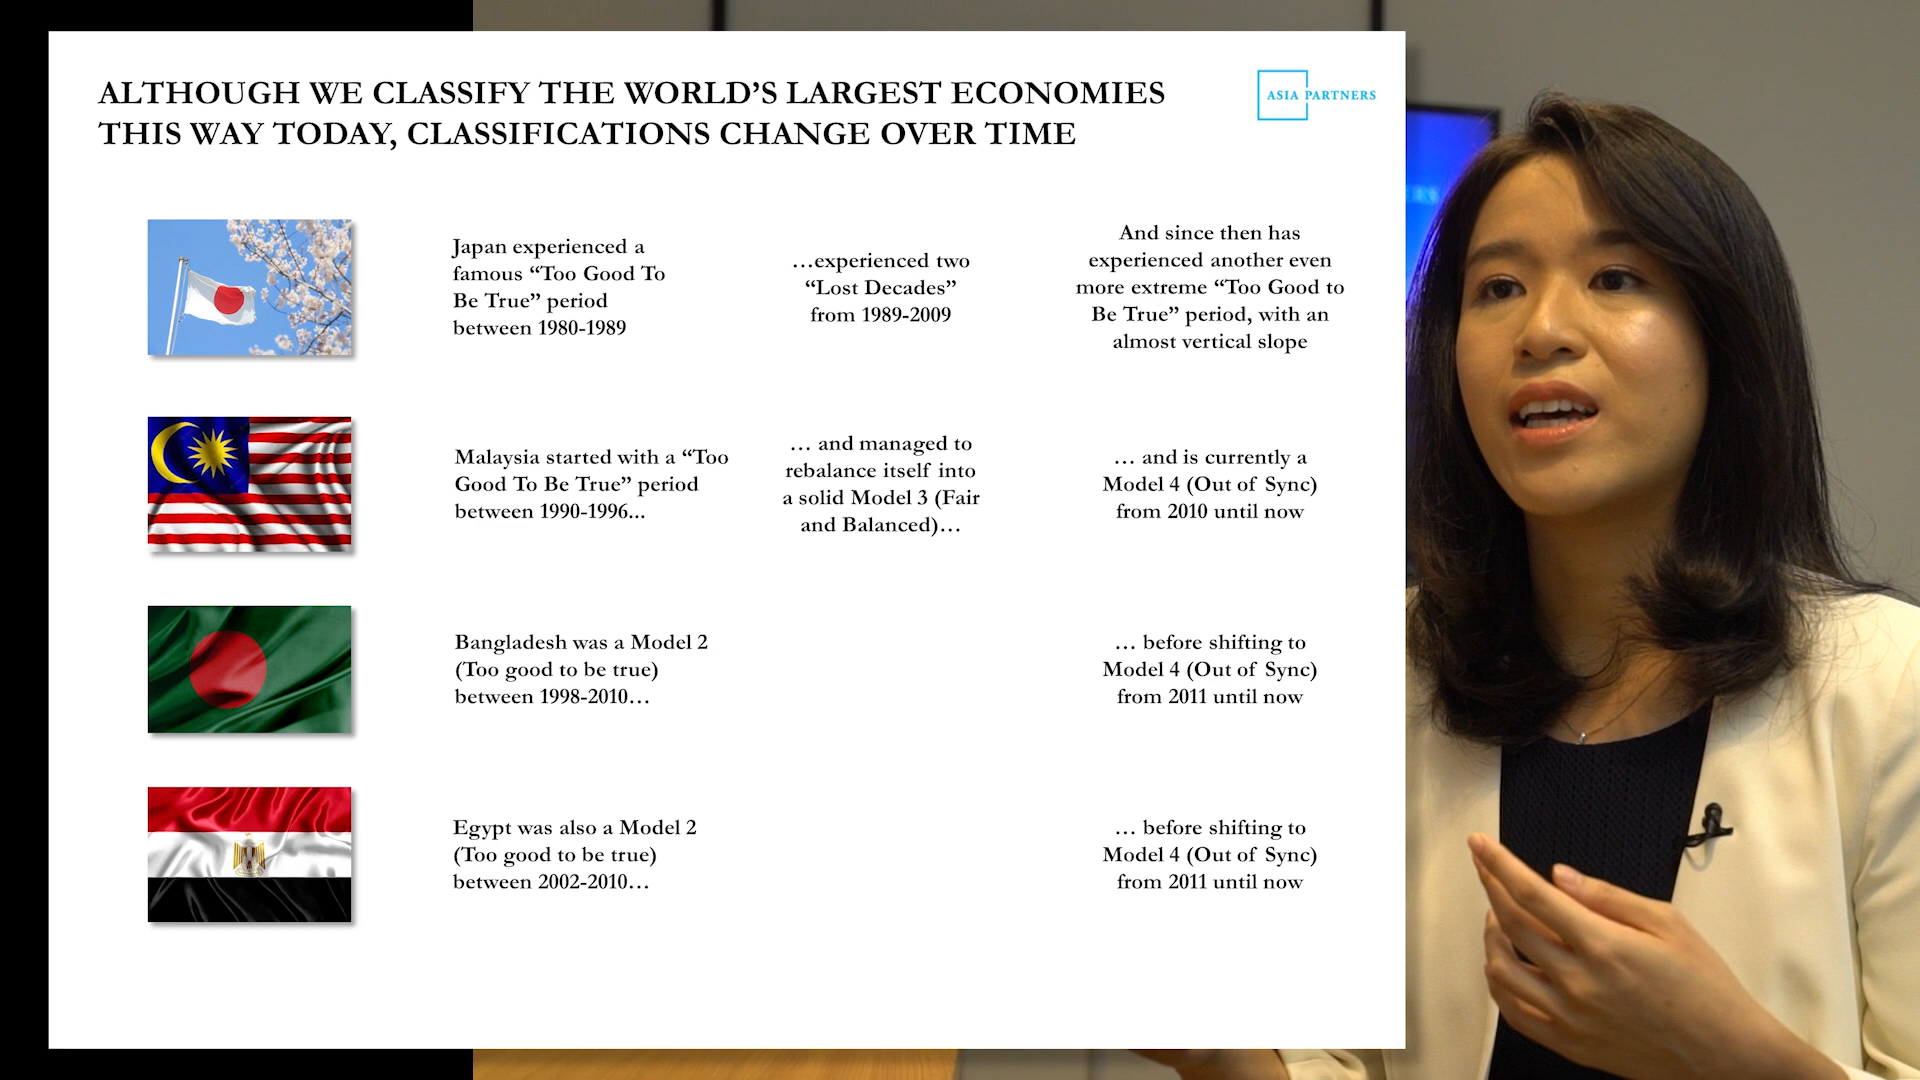 ALTHOUGH WE CLASSIFY THE WORLD’S LARGEST ECONOMIES
THIS WAY TODAY, CLASSIFICATIONS CHANGE OVER TIME
ASIA PARTNERS
Japan experienced a
famous “Too Good To
Be True” period
between 1980-1989
…experienced two
“Lost Decades”
from 1989-2009
And since then has
experienced another even
more extreme “Too Good to
Be True” period, with an
almost vertical slope
Malaysia started with a “Too
Good To Be True” period
between 1990-1996...
… and managed to
rebalance itself into
a solid Model 3 (Fair
and Balanced)…
… and is currently a
Model 4 (Out of Sync)
from 2010 until now
Bangladesh was a Model 2
(Too good to be true)
between 1998-2010…
… before shifting to
Model 4 (Out of Sync)
from 2011 until now
Egypt was also a Model 2
(Too good to be true)
between 2002-2010…
… before shifting to
Model 4 (Out of Sync)
from 2011 until now